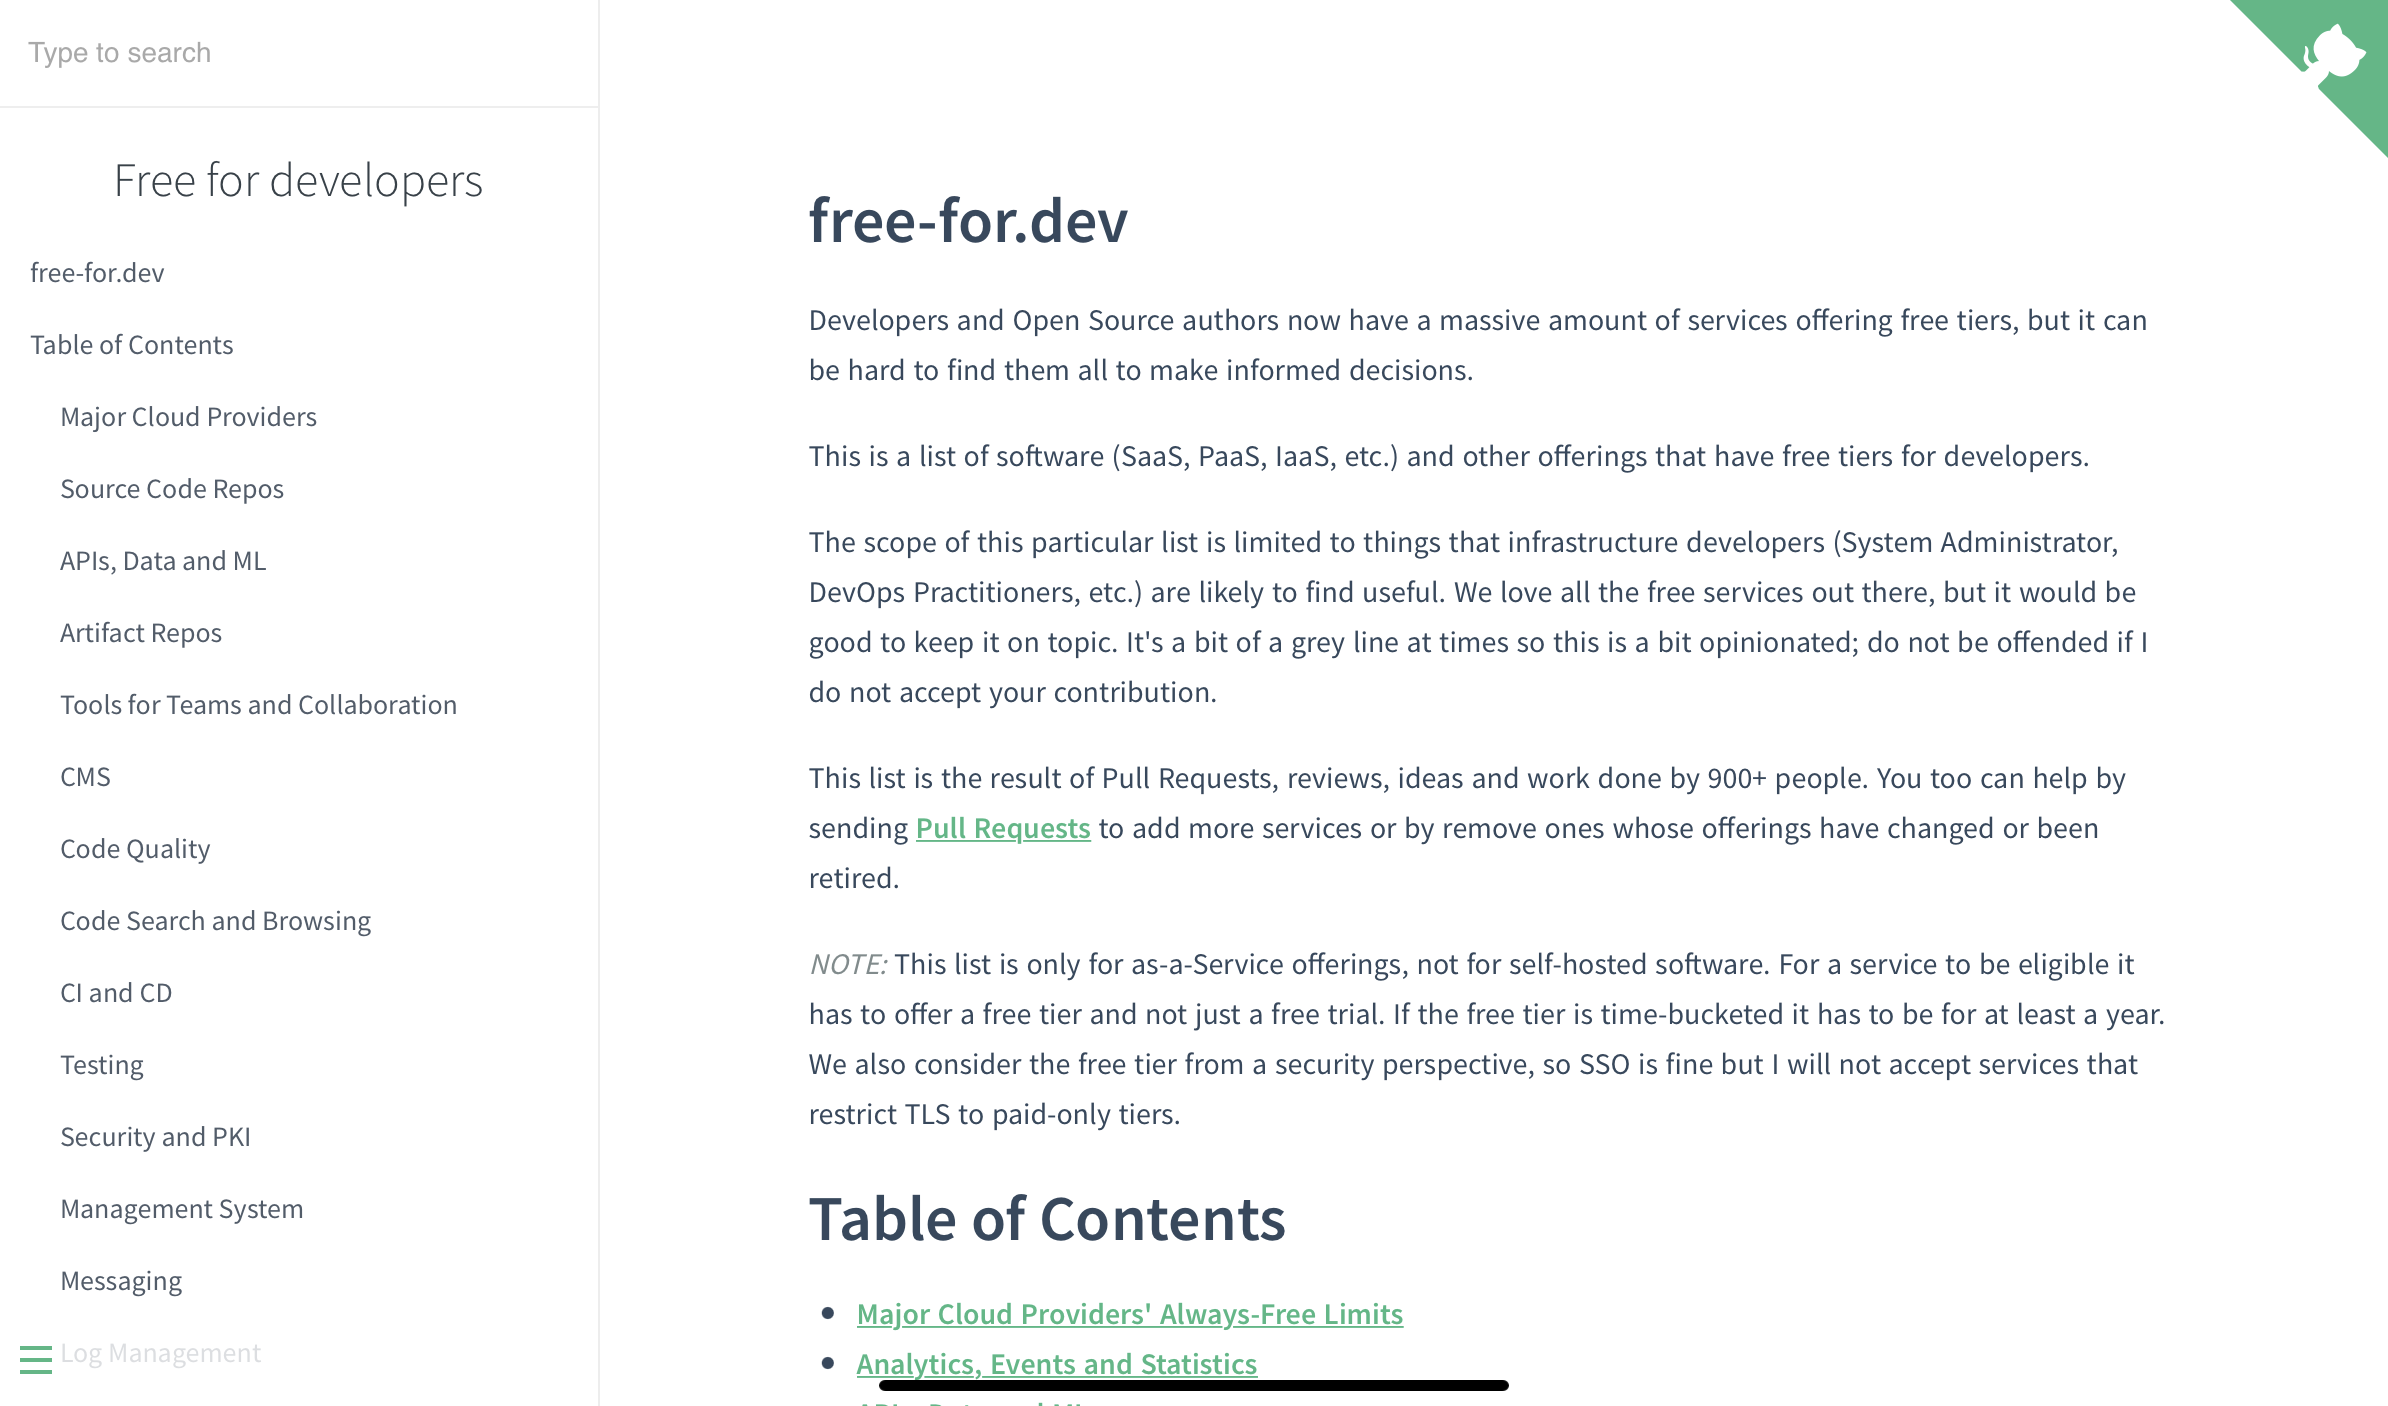 Type to search
Free for developers
free-for.dev
Table of Contents
Major Cloud Providers
Source Code Repos
APIs, Data and ML
Artifact Repos
Tools for Teams and Collaboration
CMS
Code Quality
Code Search and Browsing
CI and CD
Testing
Security and PKI
Management System
Messaging
Log Management
free-for.dev
Developers and Open Source authors now have a massive amount of services offering free tiers, but it can
be hard to find them all to make informed decisions.
This is a list of software (SaaS, PaaS, IaaS, etc.) and other offerings that have free tiers for developers.
The scope of this particular list is limited to things that infrastructure developers (System Administrator,
DevOps Practitioners, etc.) are likely to find useful. We love all the free services out there, but it would be
good to keep it on topic. It's a bit of a grey line at times so this is a bit opinionated; do not be offended if I
do not accept your contribution.
This list is the result of Pull Requests, reviews, ideas and work done by 900+ people. You too can help by
sending Pull Requests to add more services or by remove ones whose offerings have changed or been
retired.
NOTE: This list is only for as-a-Service offerings, not for self-hosted software. For a service to be eligible it
has to offer a free tier and not just a free trial. If the free tier is time-bucketed it has to be for at least a year.
We also consider the free tier from a security perspective, so SSO is fine but I will not accept services that
restrict TLS to paid-only tiers.
Table of Contents
Major Cloud Providers' Always-Free Limits
Analytics, Events and Statistics